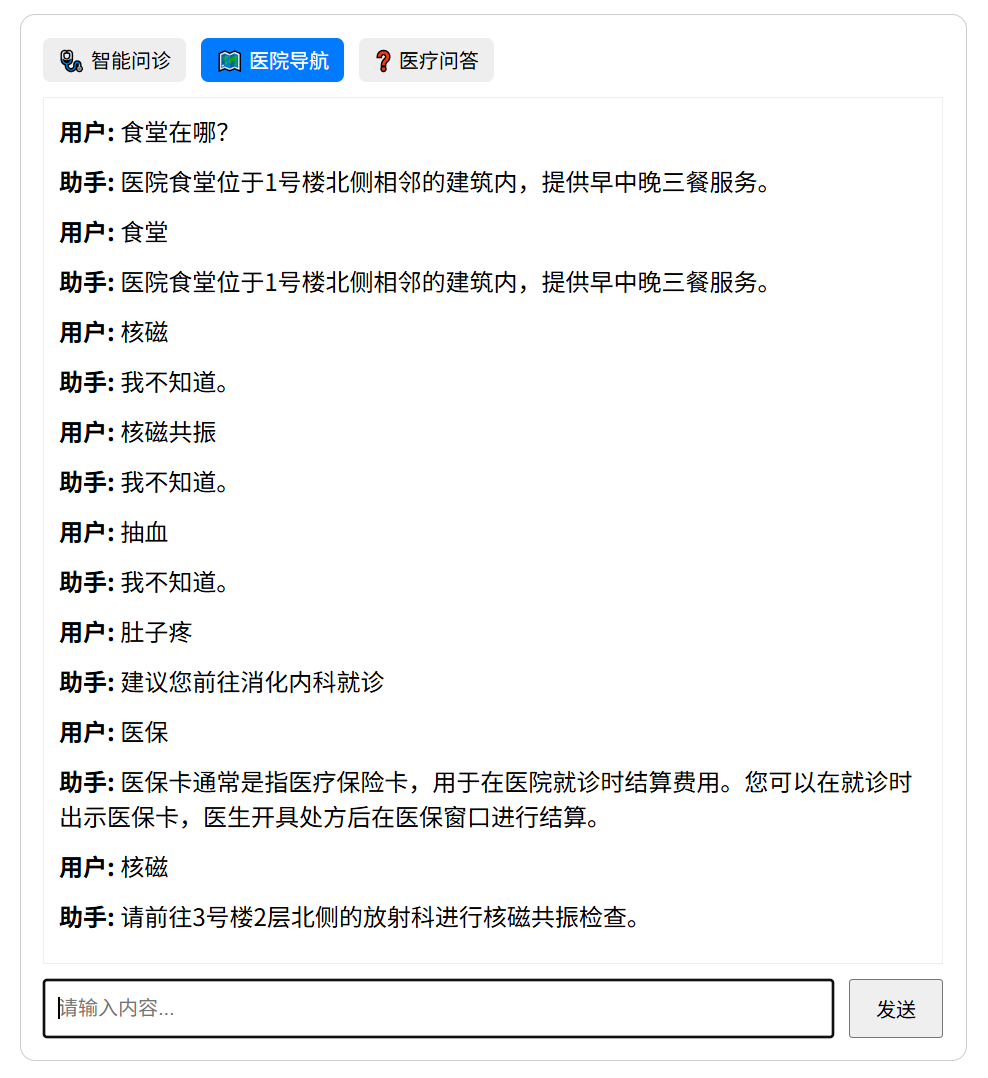 智能问诊 医院导航 医疗问答
用户: 食堂在哪？
助手: 医院食堂位于1号楼北侧相邻的建筑内，提供早中晚三餐服务。
用户: 食堂
助手: 医院食堂位于1号楼北侧相邻的建筑内，提供早中晚三餐服务。
用户: 核磁
助手: 我不知道。
用户: 核磁共振
助手: 我不知道。
用户: 抽血
助手: 我不知道。
用户: 肚子疼
助手: 建议您前往消化内科就诊
用户: 医保
助手: 医保卡通常是指医疗保险卡，用于在医院就诊时结算费用。您可以在就诊时
出示医保卡，医生开具处方后在医保窗口进行结算。
用户: 核磁
助手: 请前往3号楼2层北侧的放射科进行核磁共振检查。
请输入内容... 发送